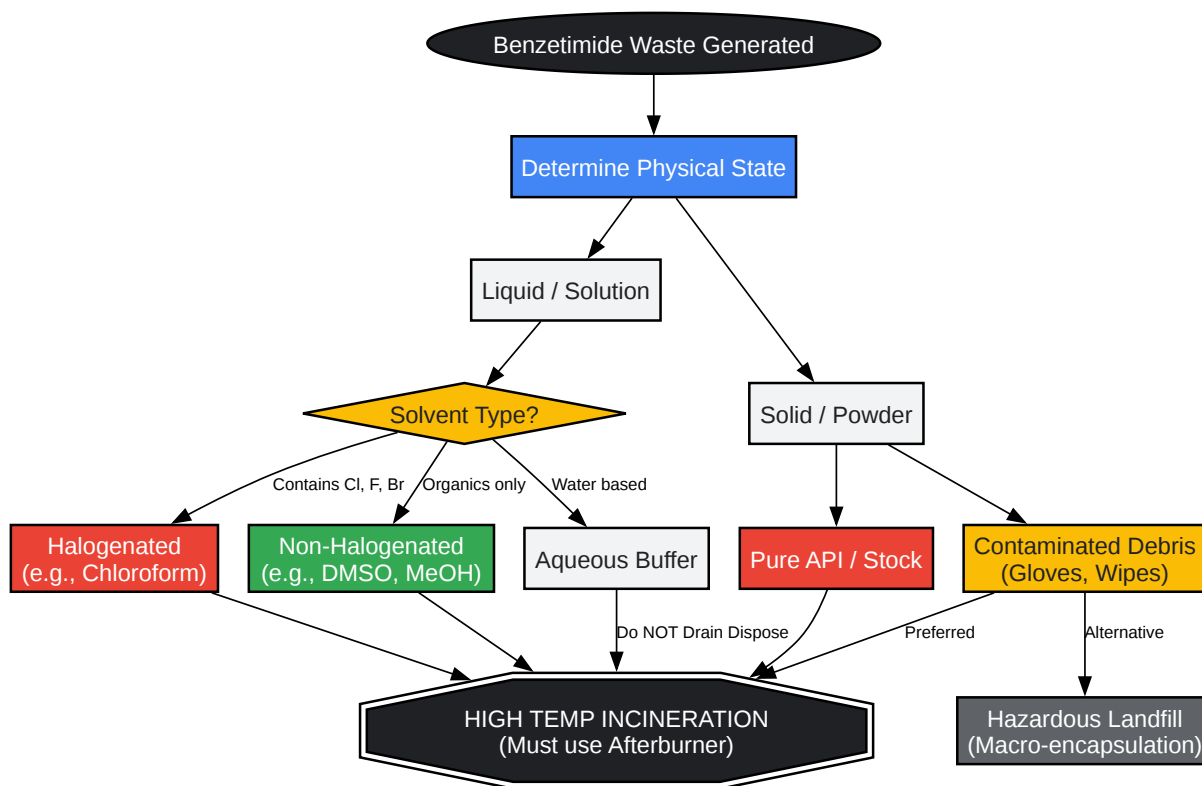 Benzetimide Waste Generated
Determine Physical State
Liquid / Solution
Solvent Type?
Solid / Powder
Contains Cl, F, Br
Organics only
Water based
Halogenated
(e.g., Chloroform)
Non-Halogenated
(e.g., DMSO, MeOH)
Aqueous Buffer
Pure API / Stock
Contaminated Debris
(Gloves, Wipes)
Do NOT Drain Dispose
Preferred
Alternative
HIGH TEMP INCINERATION
(Must use Afterburner)
Hazardous Landfill
(Macro-encapsulation)